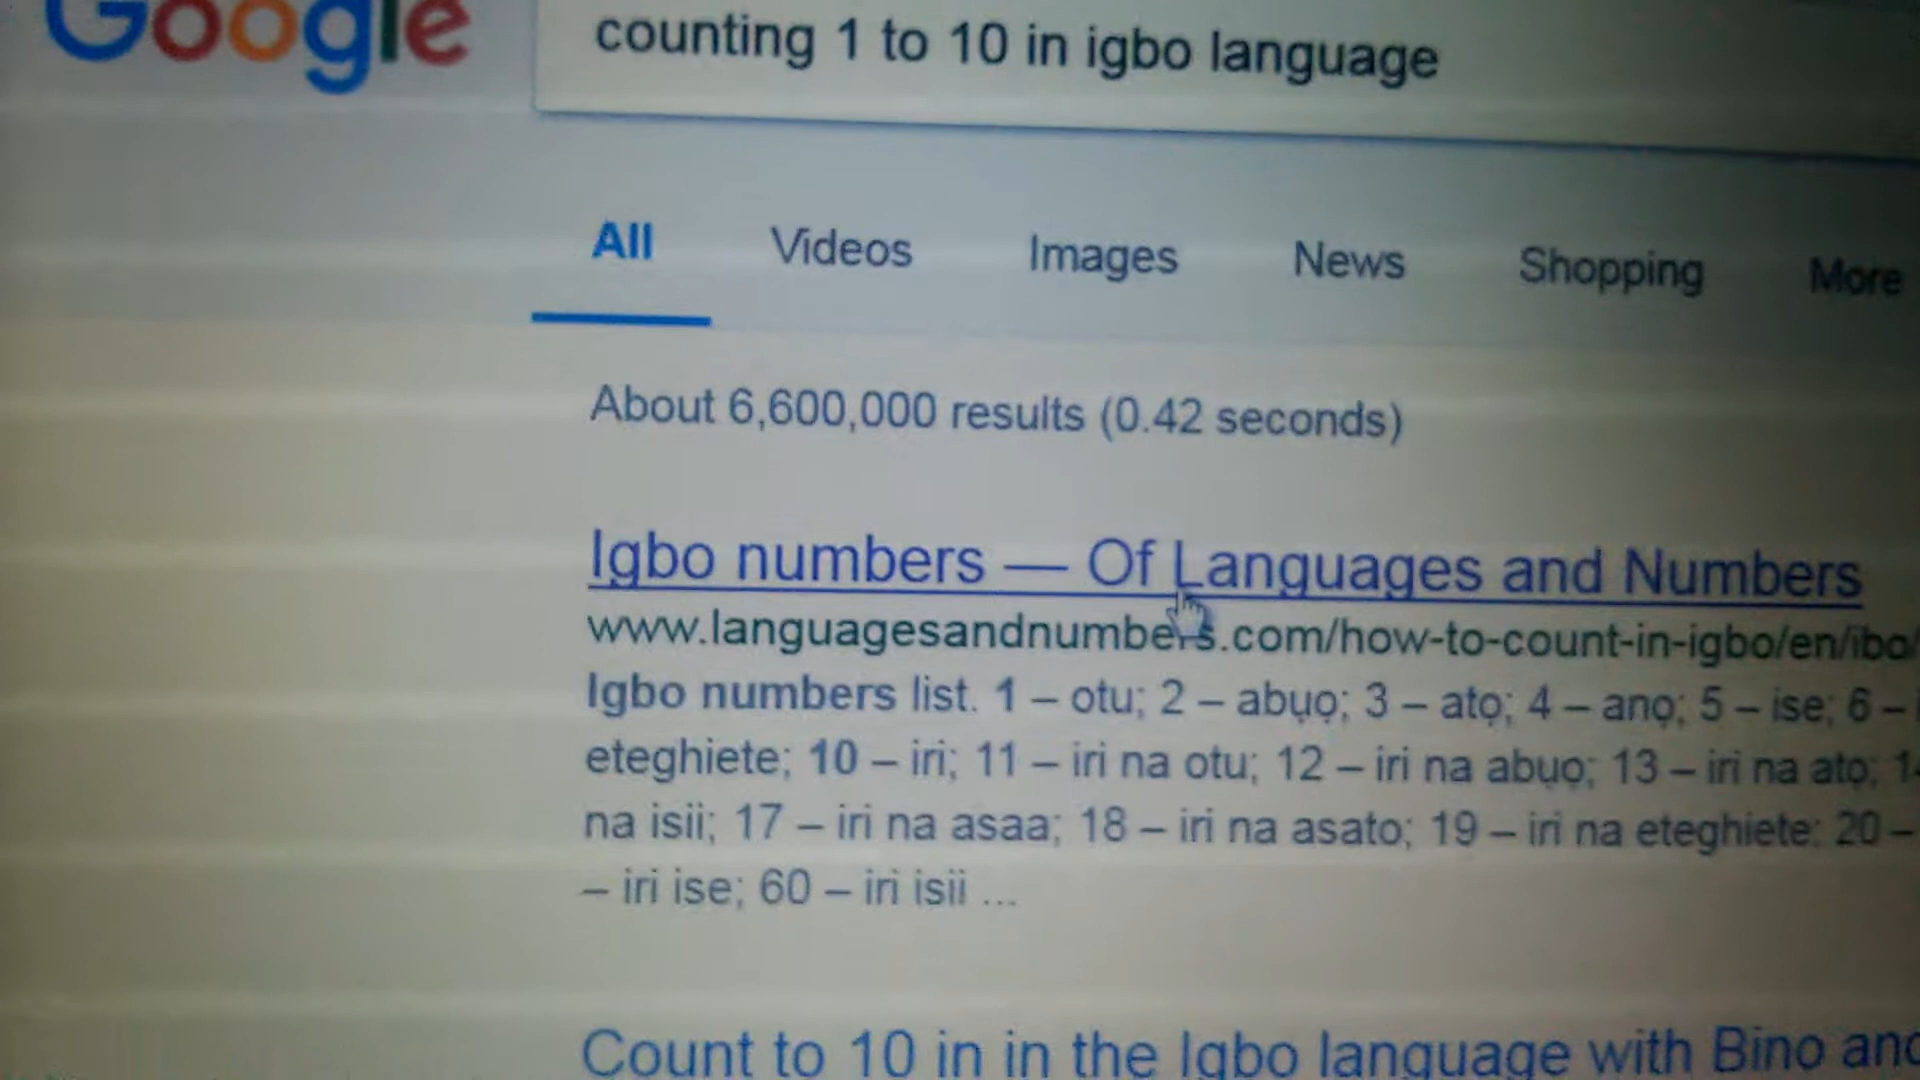 Google
counting 1 to 10 in igbo language
All Videos Images News Shopping More
About 6,600,000 results (0.42 seconds)
Igbo numbers — Of Languages and Numbers
www.languagesandnumbers.com/how-to-count-in-igbo/en/ibo/
Igbo numbers list. 1 – otu; 2 – abụọ; 3 – atọ; 4 – anọ; 5 – ise; 6 –
eteghiete; 10 – iri; 11 – iri na otu; 12 – iri na abụọ; 13 – iri na atọ; 14
na isii; 17 – iri na asaa; 18 – iri na asato; 19 – iri na eteghiete; 20 –
– iri ise; 60 – iri isii ...
Count to 10 in in the Igbo language with Bino and